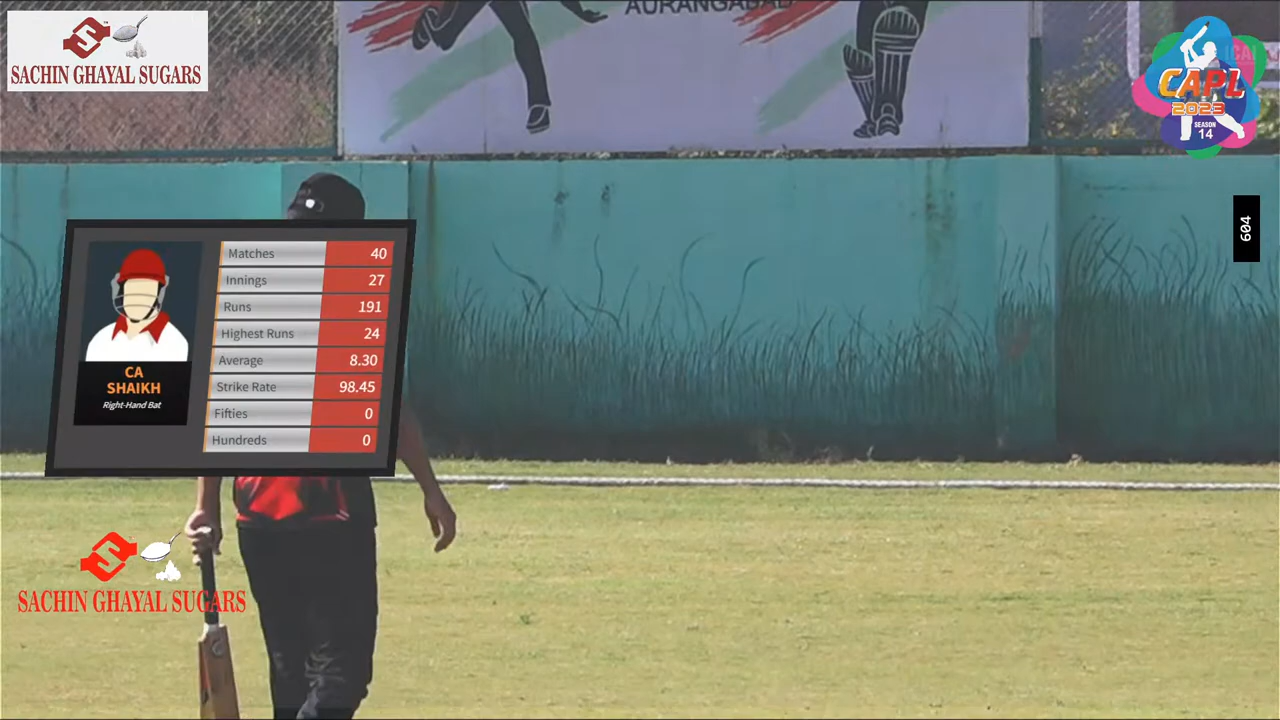 AURANGABAD
SACHIN GHAYAL SUGARS
CAPL
2023
SEASON
14
604
Matches 40
Innings 27
Runs 191
Highest Runs 24
Average 8.30
Strike Rate 98.45
Fifties 0
Hundreds 0
CA
SHAIKH
Right-Hand Bat
SACHIN GHAYAL SUGARS